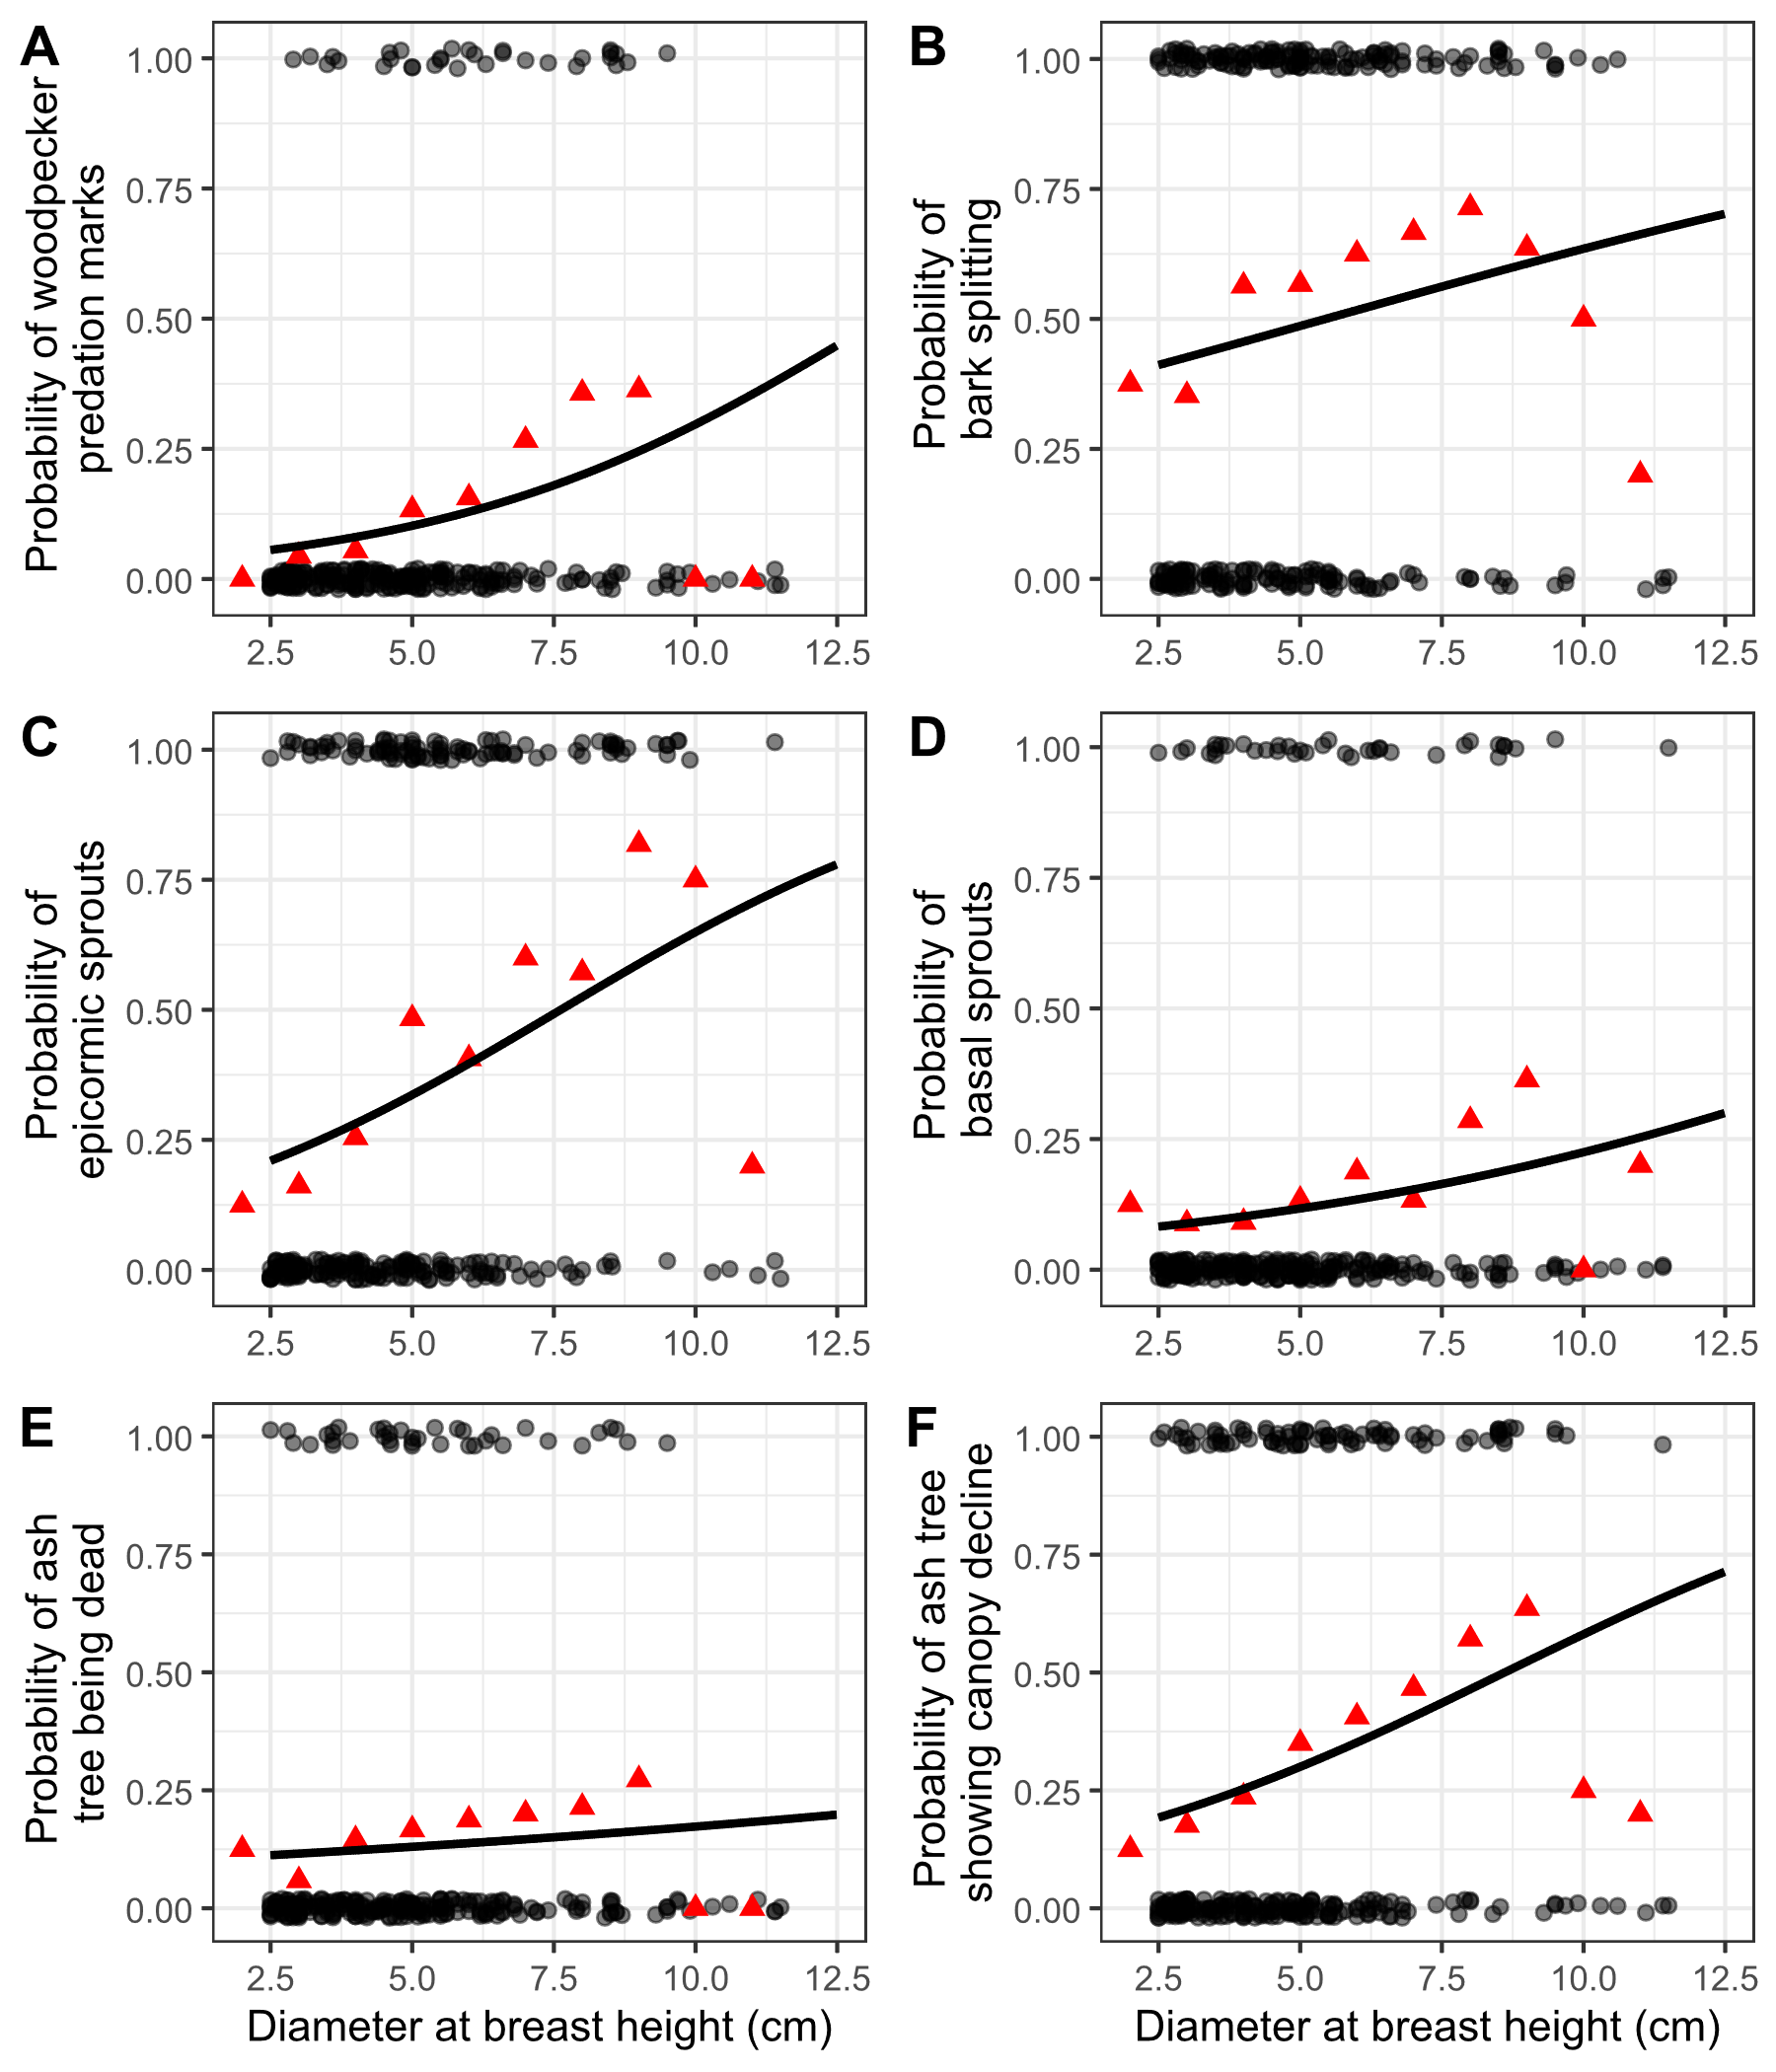 A
Probability of woodpecker
predation marks
1.00
0.75
0.50
0.25
0.00
2.5 5.0 7.5 10.0 12.5
B
Probability of
bark splitting
1.00
0.75
0.50
0.25
0.00
2.5 5.0 7.5 10.0 12.5
C
Probability of
epicormic sprouts
1.00
0.75
0.50
0.25
0.00
2.5 5.0 7.5 10.0 12.5
D
Probability of
basal sprouts
1.00
0.75
0.50
0.25
0.00
2.5 5.0 7.5 10.0 12.5
E
Probability of ash
tree being dead
1.00
0.75
0.50
0.25
0.00
2.5 5.0 7.5 10.0 12.5
Diameter at breast height (cm)
F
Probability of ash tree
showing canopy decline
1.00
0.75
0.50
0.25
0.00
2.5 5.0 7.5 10.0 12.5
Diameter at breast height (cm)